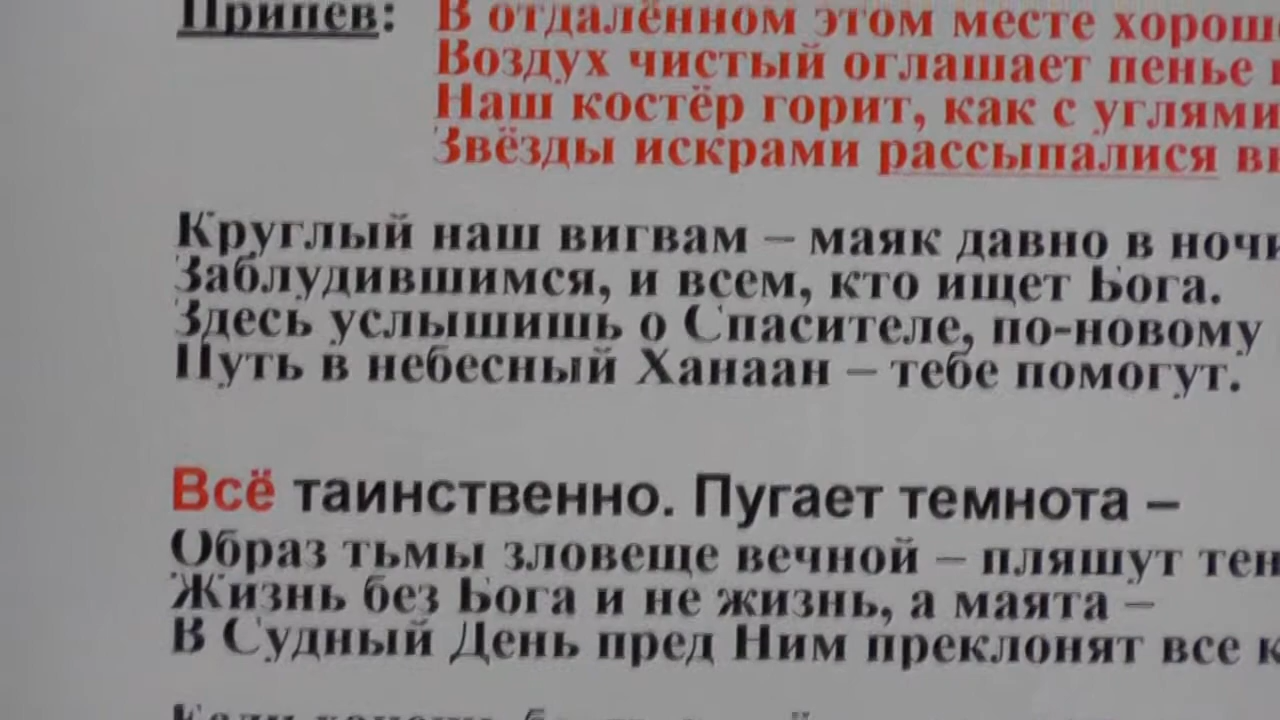 Припев: В отдалённом этом месте хорош
Воздух чистый оглашает пенье
Наш костёр горит, как с углями
Звёзды искрами рассыпалися
Круглый наш вигвам – маяк давно в ночи
Заблудившимся, и всем, кто ищет Бога.
Здесь услышишь о Спасителе, по-новому
Путь в небесный Ханаан – тебе помогут.
Всё таинственно. Пугает темнота –
Образ тьмы зловеще вечной – пляшут тен
Жизнь без Бога и не жизнь, а маята –
В Судный День пред Ним преклонят все к